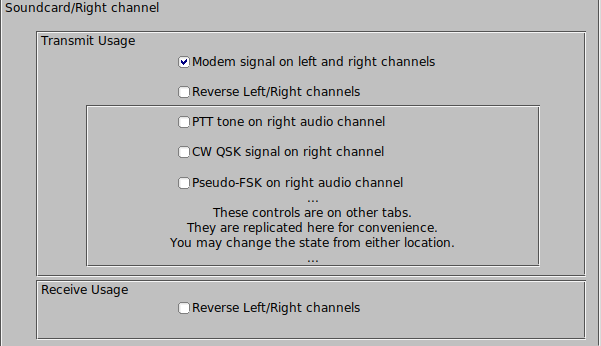 Soundcard/Right channel
Transmit Usage
Modem signal on left and right channels
Reverse Left/Right channels
PTT tone on right audio channel
CW QSK signal on right channel
Pseudo-FSK on right audio channel
...
These controls are on other tabs.
They are replicated here for convenience.
You may change the state from either location.
...
Receive Usage
Reverse Left/Right channels